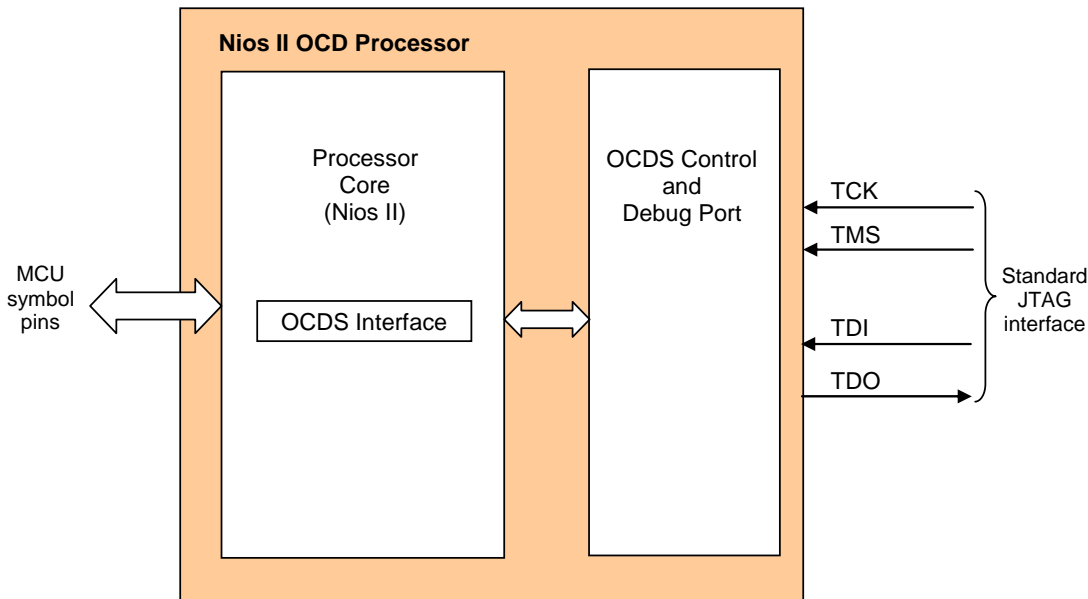 Nios II OCD Processor
Processor
Core
(Nios II)
OCDS Interface
OCDS Control
and
Debug Port
MCU
symbol
pins
TCK
TMS
TDI
TDO
Standard
JTAG
interface